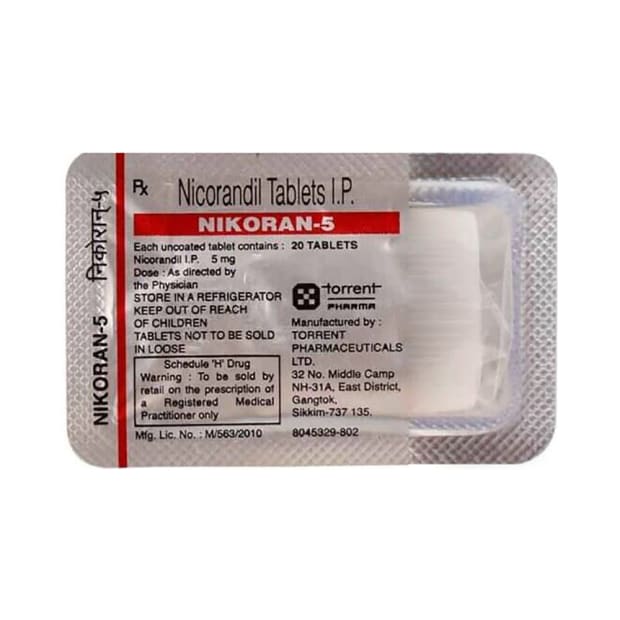 Rx
Nicorandil Tablets I.P.
NIKORAN-5
Each uncoated tablet contains : 20 TABLETS
Nicorandil I.P. 5 mg
Dose : As directed by
the Physician
STORE IN A REFRIGERATOR
KEEP OUT OF REACH
OF CHILDREN
TABLETS NOT TO BE SOLD
IN LOOSE
Schedule 'H' Drug
Warning : To be sold by
retail on the prescription of
a Registered Medical
Practitioner only
Mfg. Lic. No. : M/563/2010
torrent
PHARMA
Manufactured by :
TORRENT
PHARMACEUTICALS
LTD.
32 No. Middle Camp
NH-31A, East District,
Gangtok,
Sikkim-737 135.
8045329-802
NIKORAN-5 निकोरान्-५